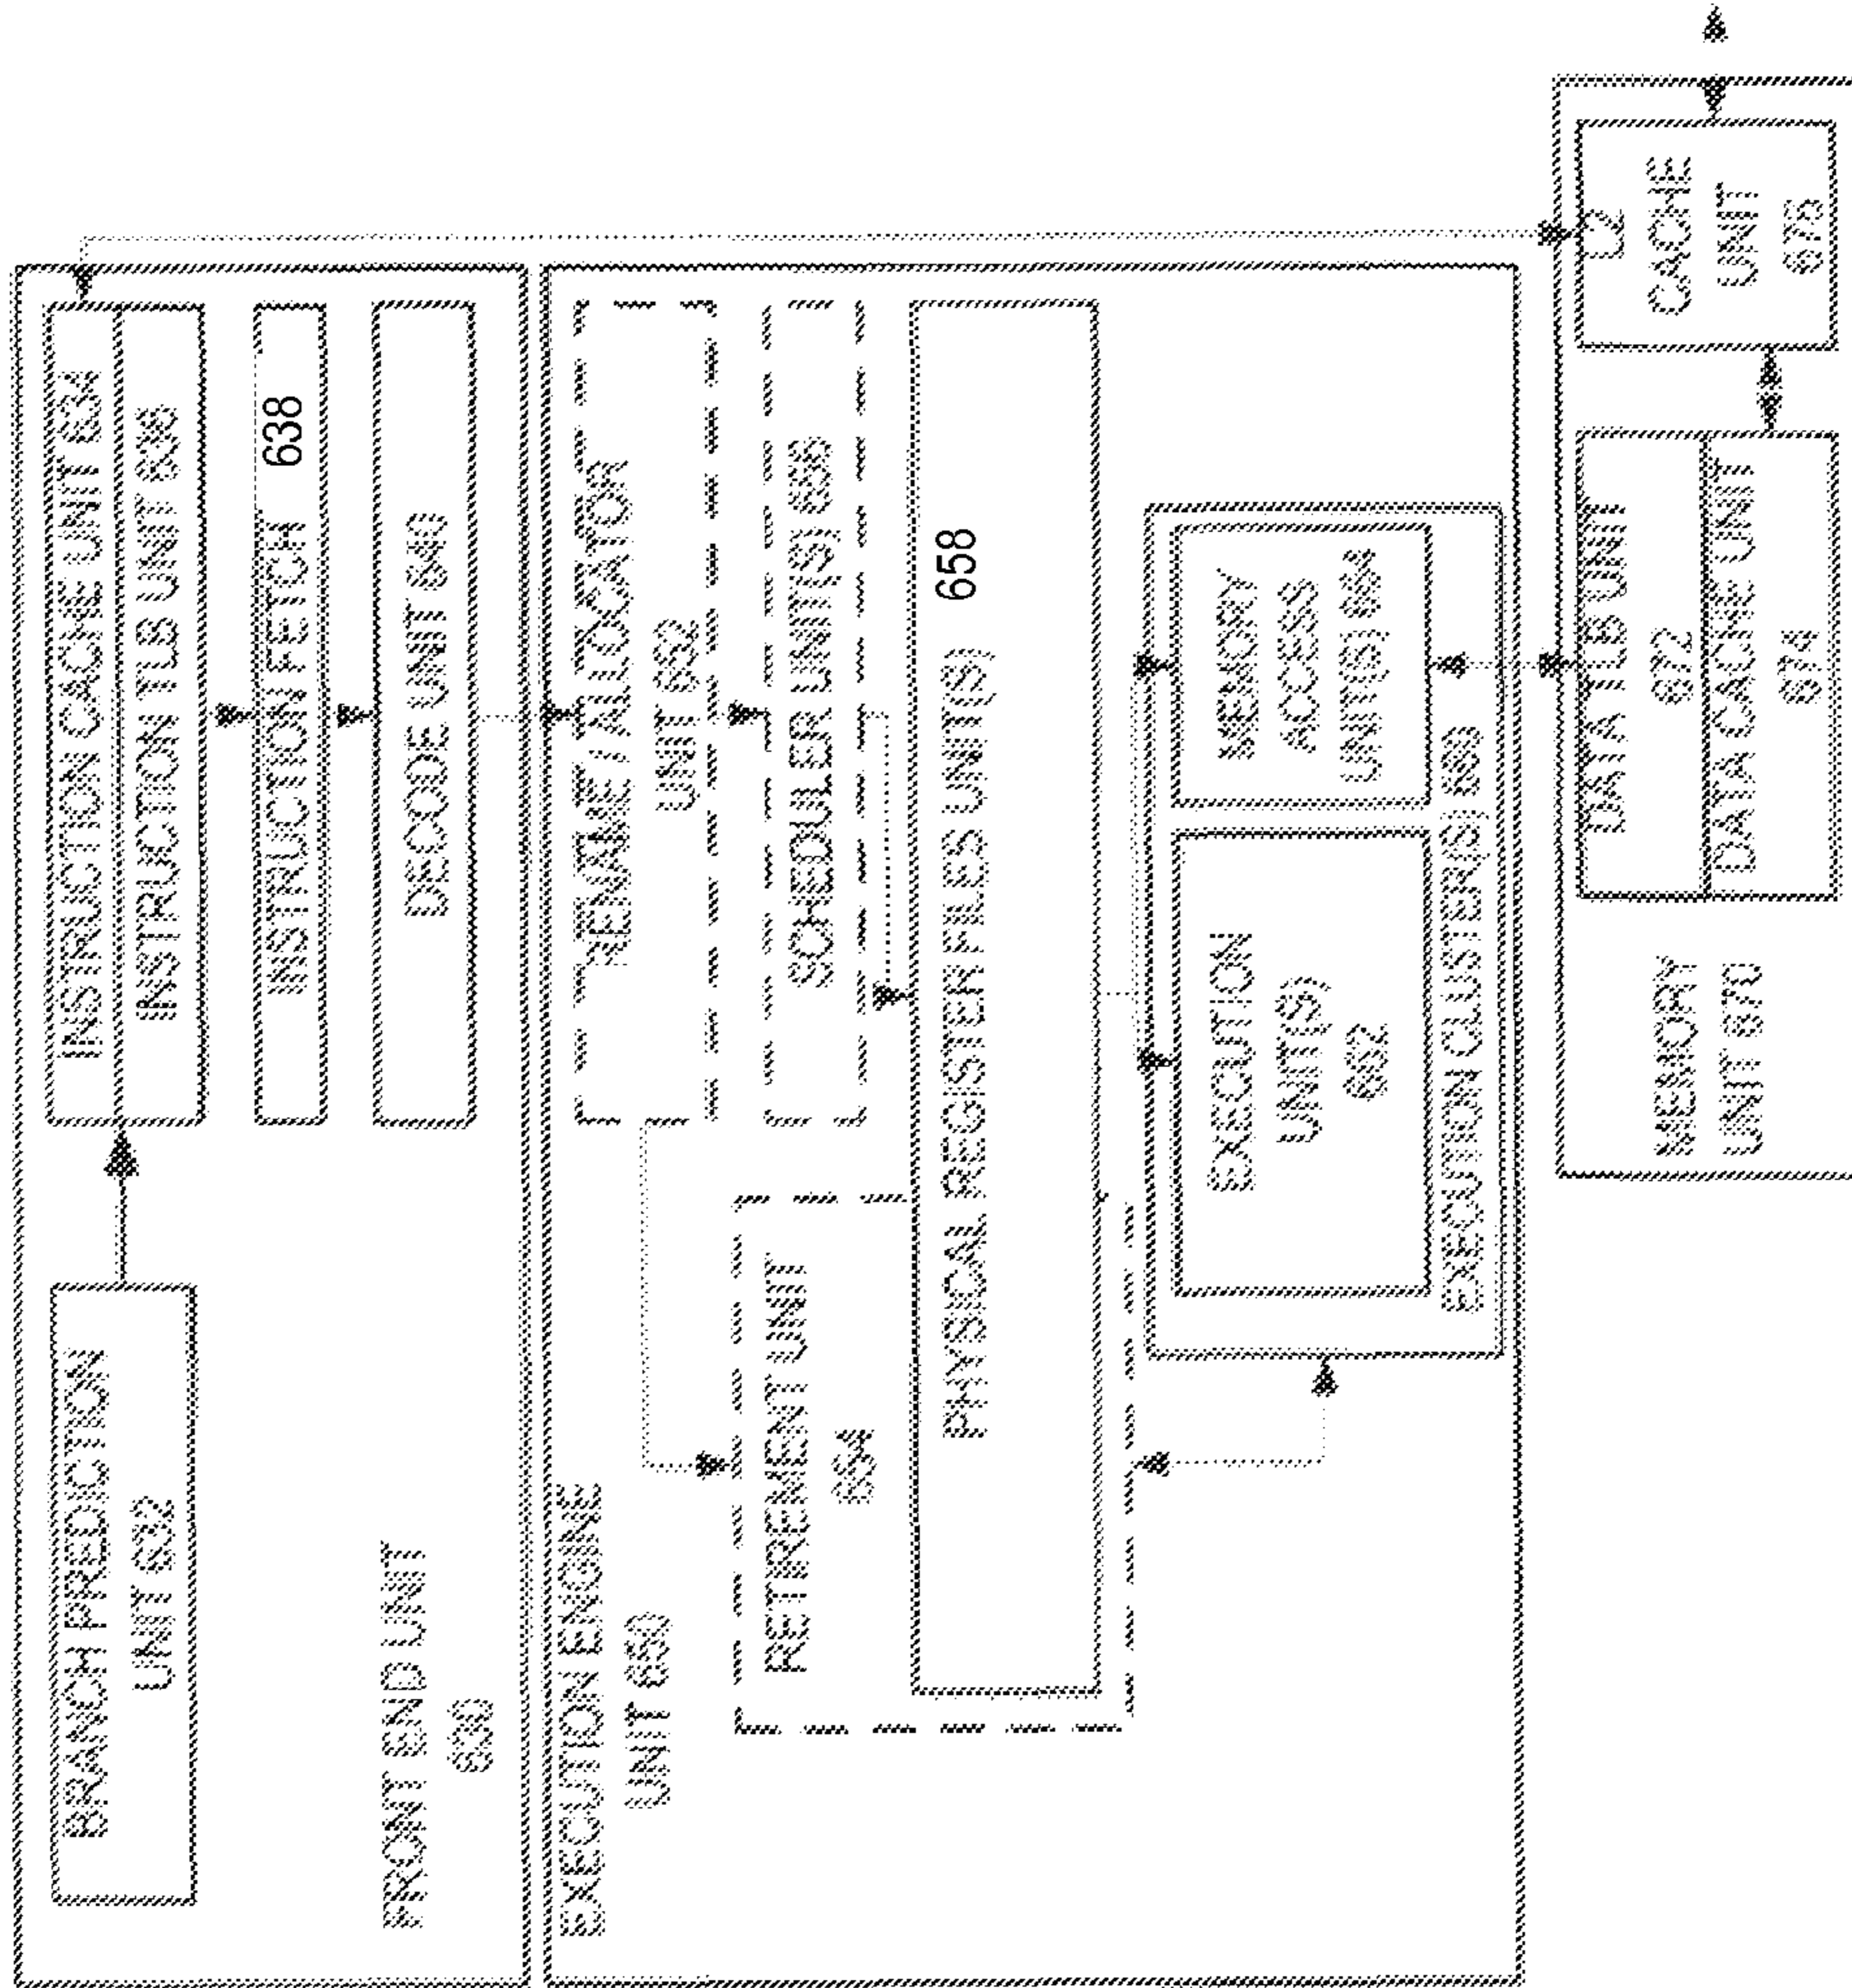 BRANCH PREDICTION
UNIT 632
INSTRUCTION CACHE UNIT 634
INSTRUCTION TLB UNIT 636
INSTRUCTION FETCH 638
DECODE UNIT 640
FRONT END UNIT
630
EXECUTION ENGINE
UNIT 650
RENAME / ALLOCATOR
UNIT 652
SCHEDULER UNIT(S) 656
RETIREMENT UNIT
654
PHYSICAL REGISTER FILES UNIT(S) 658
EXECUTION
UNIT(S)
662
MEMORY
ACCESS
UNIT(S) 664
EXECUTION CLUSTER(S) 660
MEMORY
UNIT 670
DATA TLB UNIT
672
DATA CACHE UNIT
674
L2
CACHE
UNIT
676